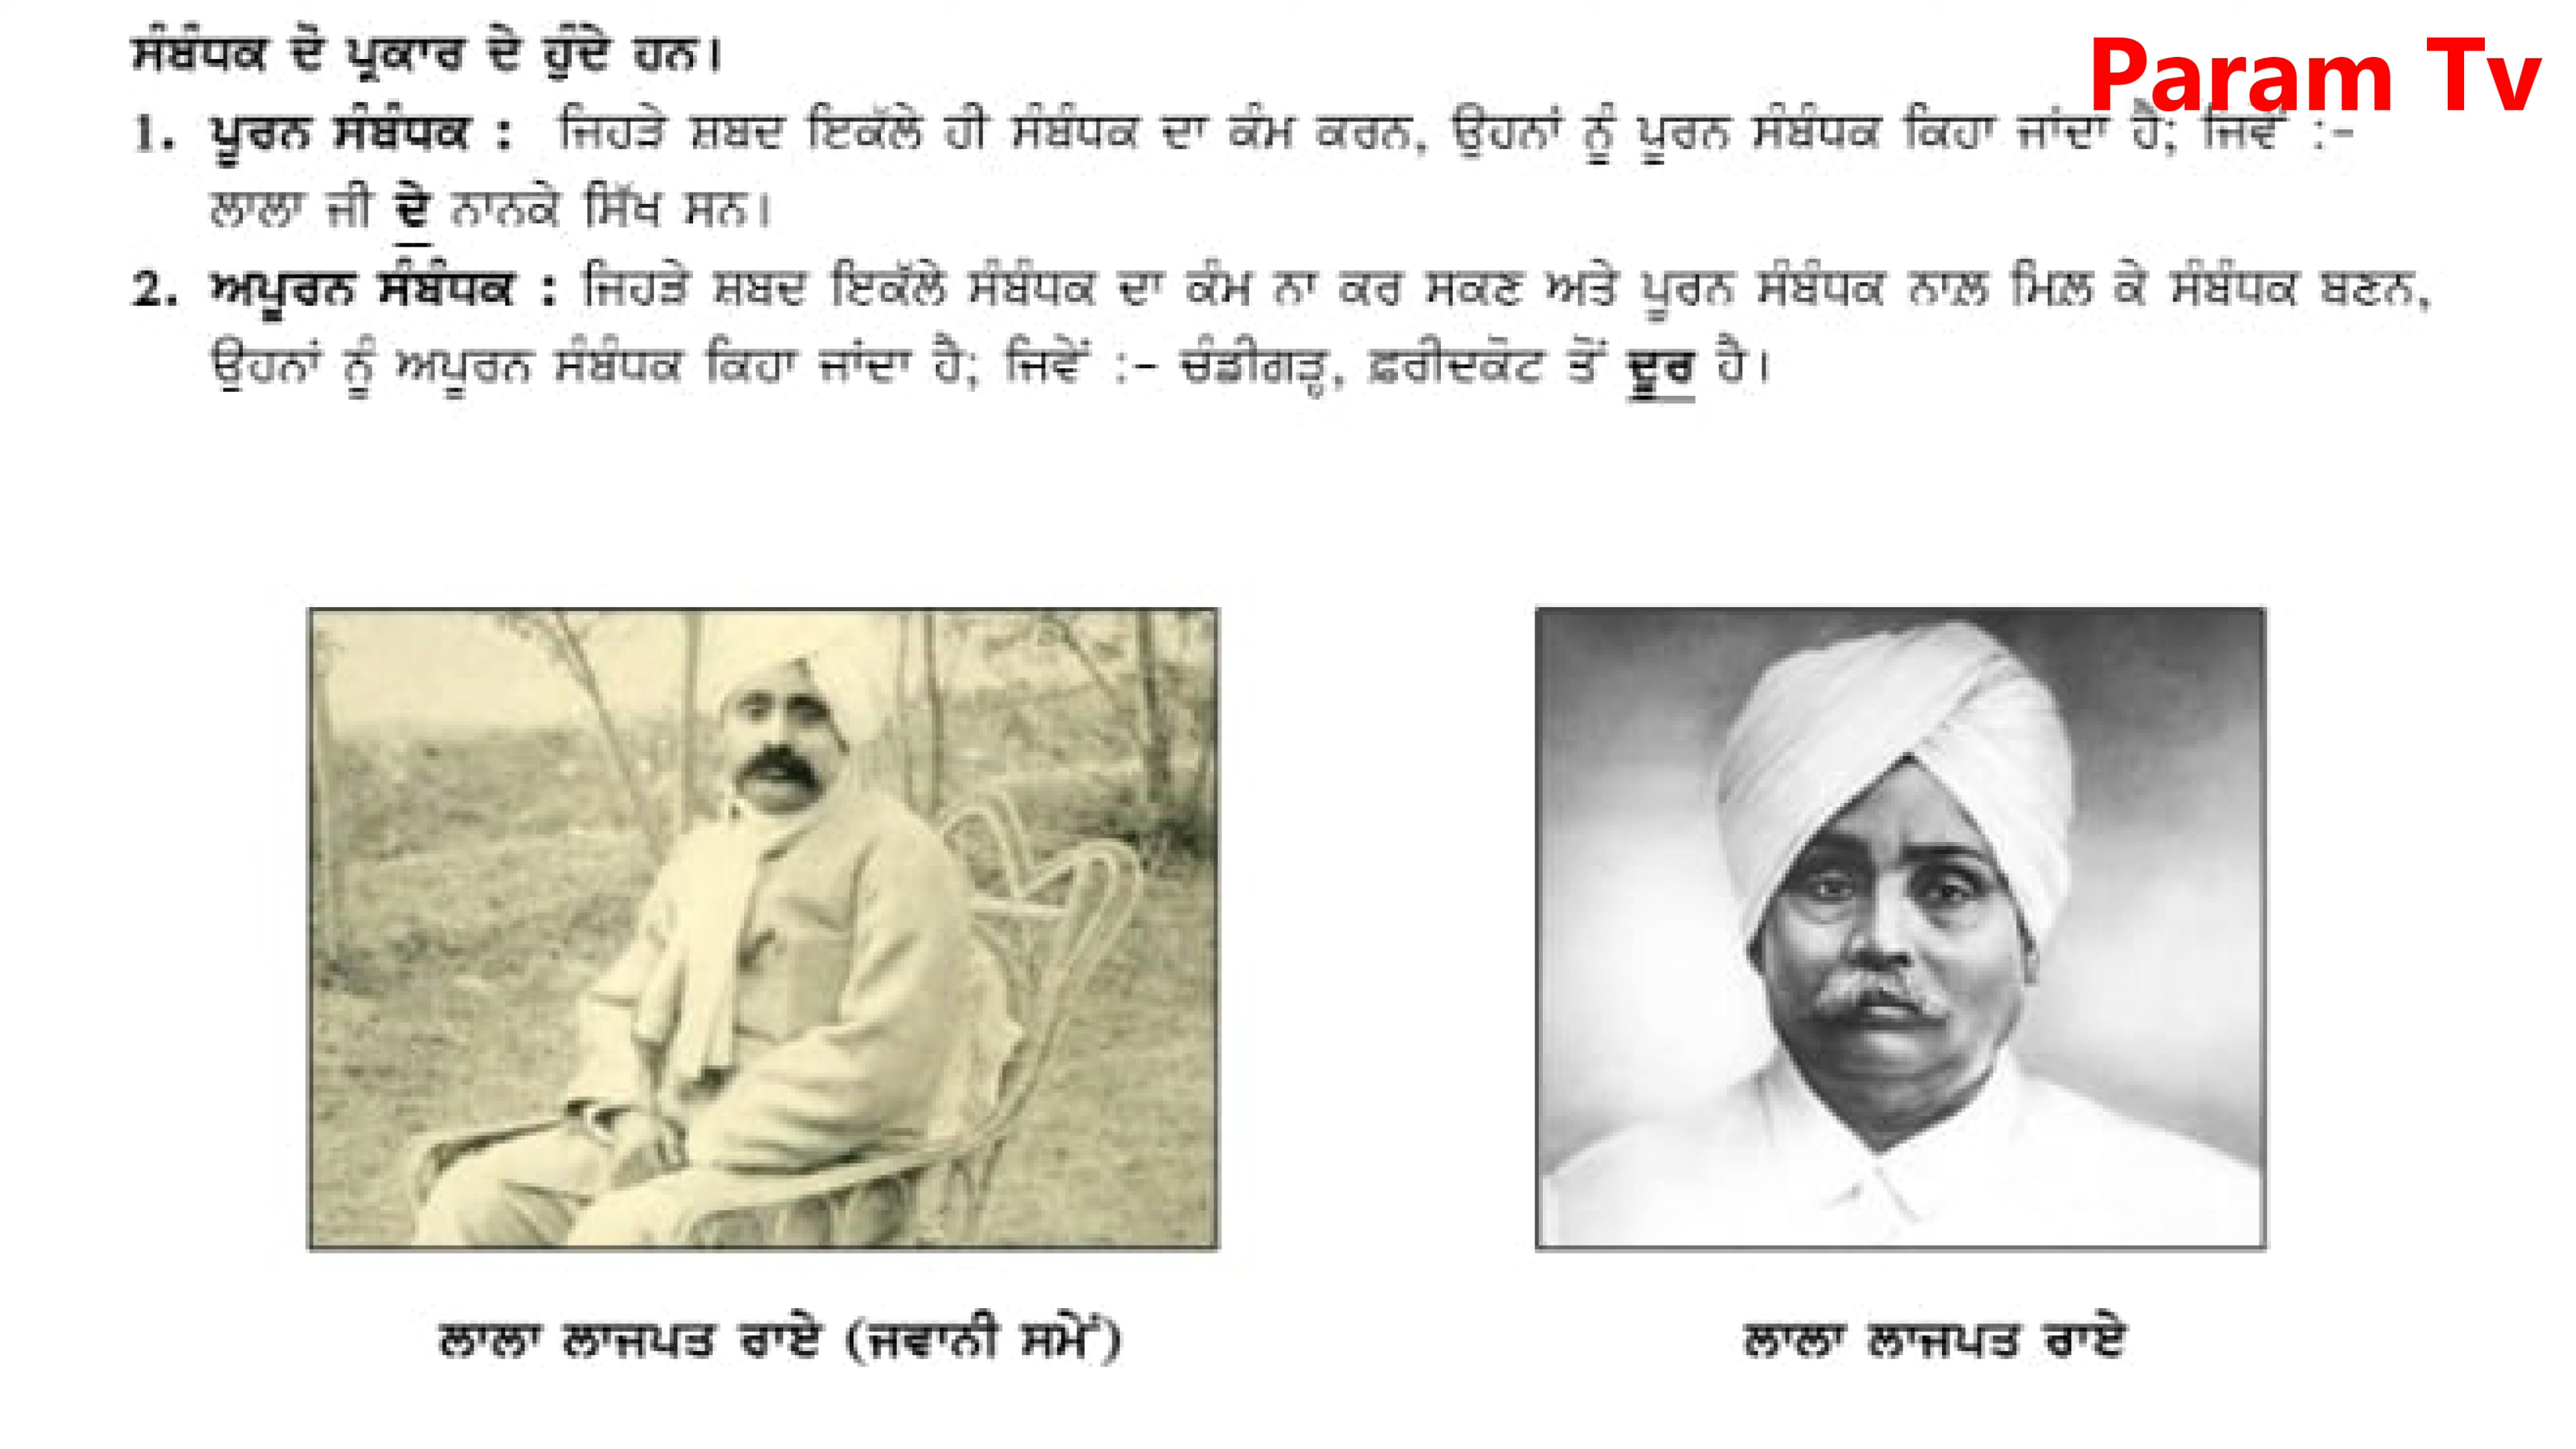 Param Tv
ਸੰਬੰਧਕ ਦੋ ਪ੍ਰਕਾਰ ਦੇ ਹੁੰਦੇ ਹਨ।
1. ਪੂਰਨ ਸੰਬੰਧਕ : ਜਿਹੜੇ ਸ਼ਬਦ ਇਕੱਲੇ ਹੀ ਸੰਬੰਧਕ ਦਾ ਕੰਮ ਕਰਨ, ਉਹਨਾਂ ਨੂੰ ਪੂਰਨ ਸੰਬੰਧਕ ਕਿਹਾ ਜਾਂਦਾ ਹੈ; ਜਿਵੇਂ :-
ਲਾਲਾ ਜੀ ਦੇ ਨਾਨਕੇ ਸਿੱਖ ਸਨ।
2. ਅਪੂਰਨ ਸੰਬੰਧਕ : ਜਿਹੜੇ ਸ਼ਬਦ ਇਕੱਲੇ ਸੰਬੰਧਕ ਦਾ ਕੰਮ ਨਾ ਕਰ ਸਕਣ ਅਤੇ ਪੂਰਨ ਸੰਬੰਧਕ ਨਾਲ਼ ਮਿਲ਼ ਕੇ ਸੰਬੰਧਕ ਬਣਨ,
ਉਹਨਾਂ ਨੂੰ ਅਪੂਰਨ ਸੰਬੰਧਕ ਕਿਹਾ ਜਾਂਦਾ ਹੈ; ਜਿਵੇਂ :- ਚੰਡੀਗੜ੍ਹ, ਫ਼ਰੀਦਕੋਟ ਤੋਂ ਦੂਰ ਹੈ।
ਲਾਲਾ ਲਾਜਪਤ ਰਾਏ (ਜਵਾਨੀ ਸਮੇਂ)
ਲਾਲਾ ਲਾਜਪਤ ਰਾਏ